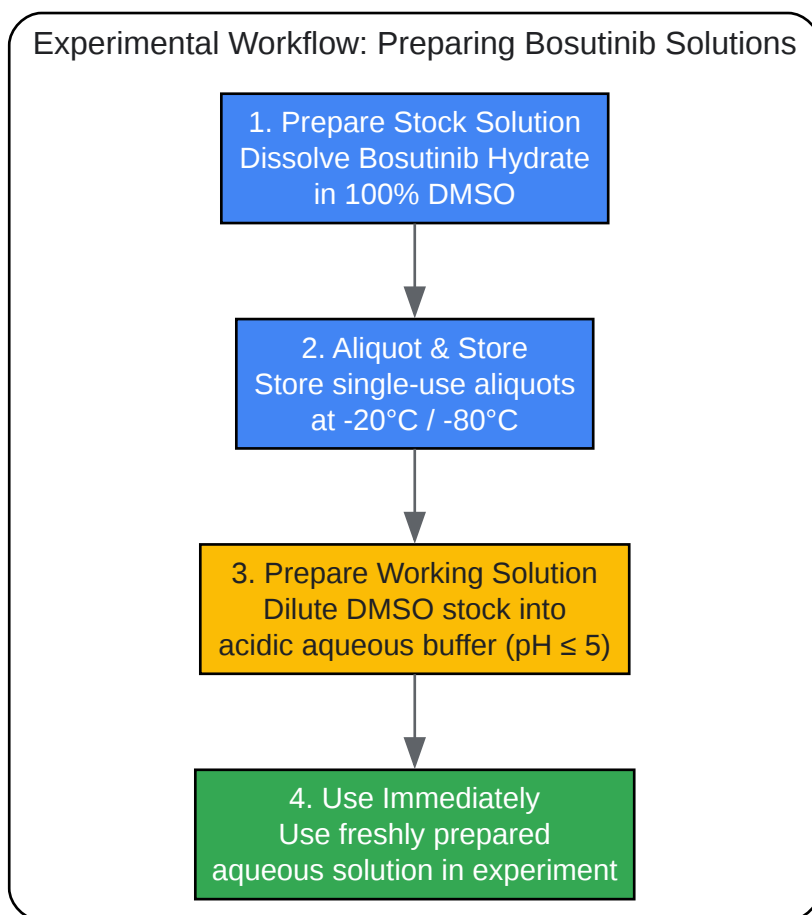 Experimental Workflow: Preparing Bosutinib Solutions
1. Prepare Stock Solution
Dissolve Bosutinib Hydrate
in 100% DMSO
2. Aliquot & Store
Store single-use aliquots
at -20°C / -80°C
3. Prepare Working Solution
Dilute DMSO stock into
acidic aqueous buffer (pH ≤ 5)
4. Use Immediately
Use freshly prepared
aqueous solution in experiment